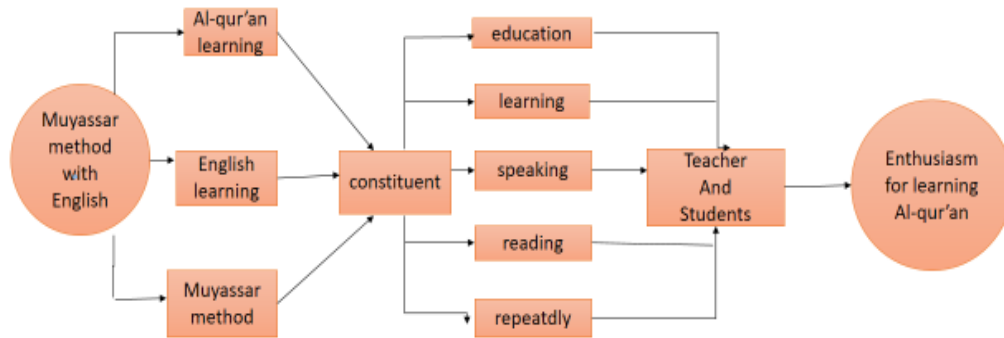 Muyassar
method
with
English
Al-qur'an
learning
English
learning
Muyassar
method
constituent
education
learning
speaking
reading
repeatdly
Teacher
And
Students
Enthusiasm
for learning
Al-qur'an